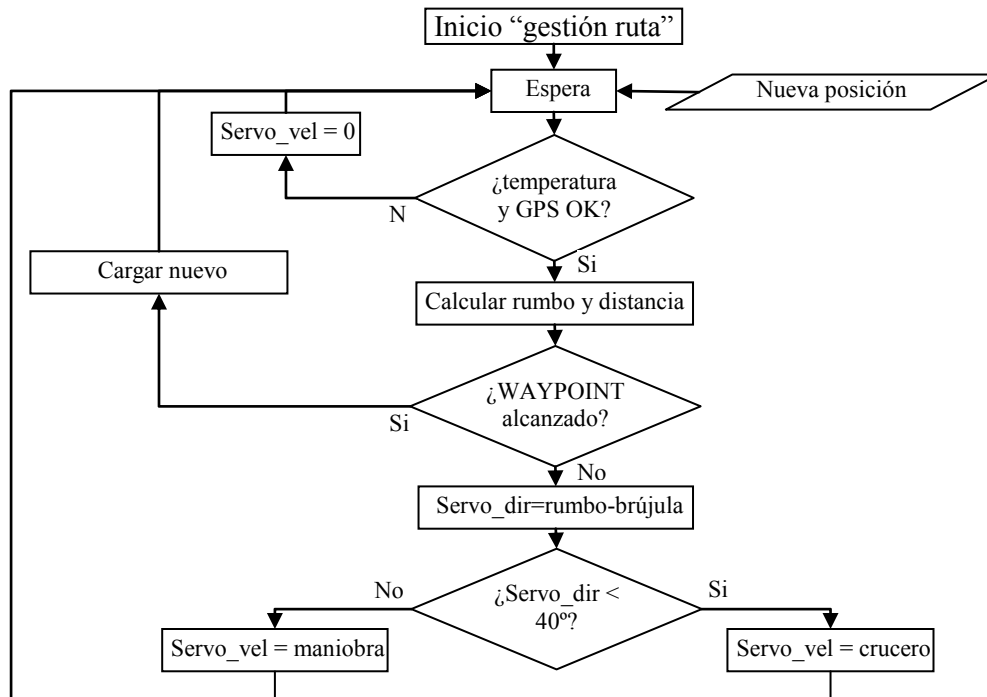 Inicio “gestión ruta”
Espera
Nueva posición
Servo_vel = 0
¿temperatura
y GPS OK?
N
Si
Cargar nuevo
Calcular rumbo y distancia
¿WAYPOINT
alcanzado?
Si
No
Servo_dir=rumbo-brújula
No
¿Servo_dir <
40º?
Si
Servo_vel = maniobra
Servo_vel = crucero